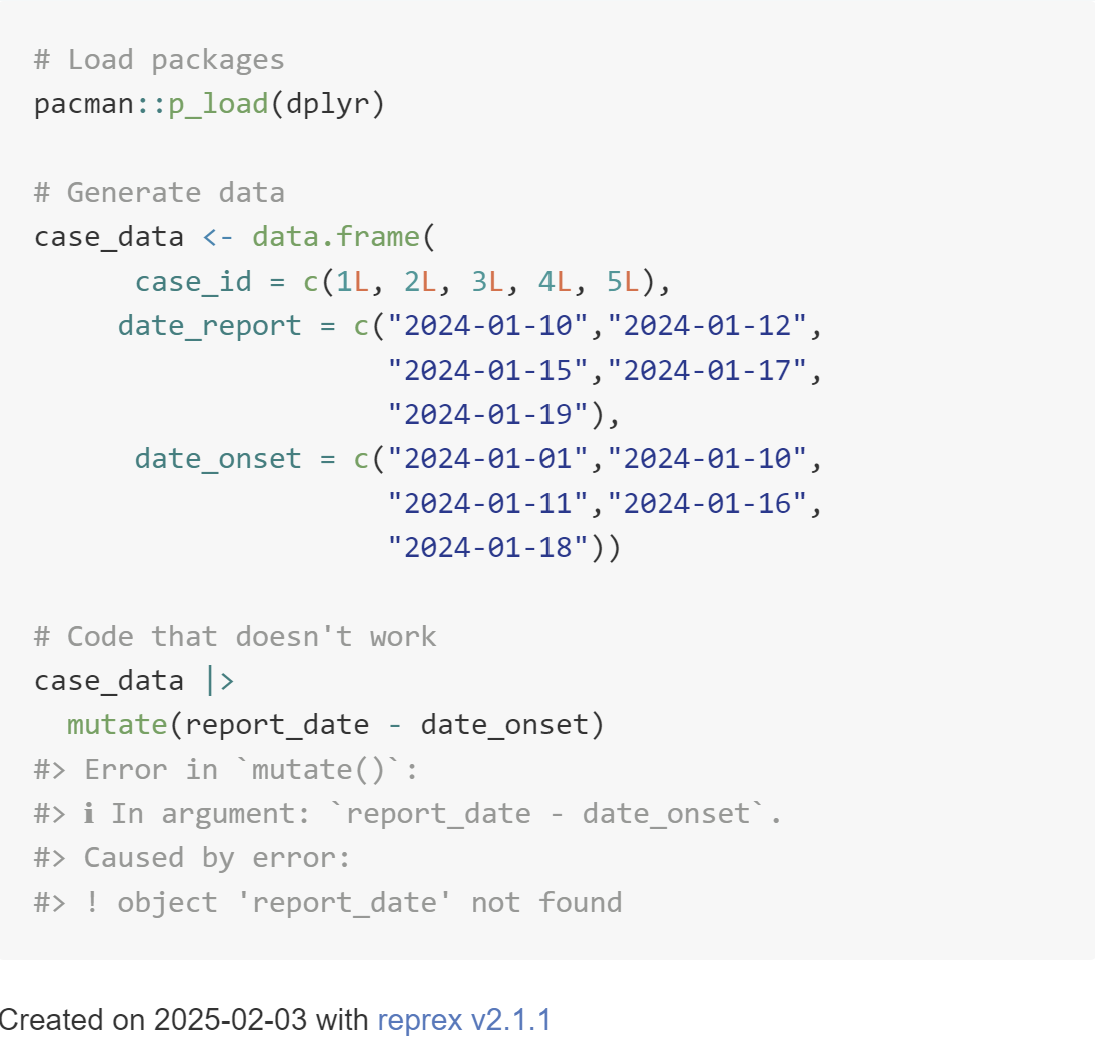 # Load packages
pacman::p_load(dplyr)
# Generate data
case_data <- data.frame(
      case_id = c(1L, 2L, 3L, 4L, 5L),
     date_report = c("2024-01-10","2024-01-12",
                     "2024-01-15","2024-01-17",
                     "2024-01-19"),
      date_onset = c("2024-01-01","2024-01-10",
                     "2024-01-11","2024-01-16",
                     "2024-01-18"))
# Code that doesn't work
case_data |>
  mutate(report_date - date_onset)
#> Error in `mutate()`:
#> ℹ In argument: `report_date - date_onset`.
#> Caused by error:
#> ! object 'report_date' not found
Created on 2025-02-03 with reprex v2.1.1